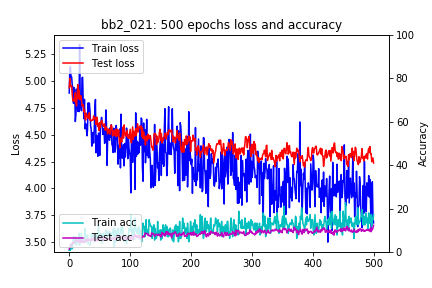 bb2_021: 500 epochs loss and accuracy
Train loss
Test loss
Train acc
Test acc
Loss
5.25
5.00
4.75
4.50
4.25
4.00
3.75
3.50
Accuracy
100
80
60
40
20
0
0
100
200
300
400
500